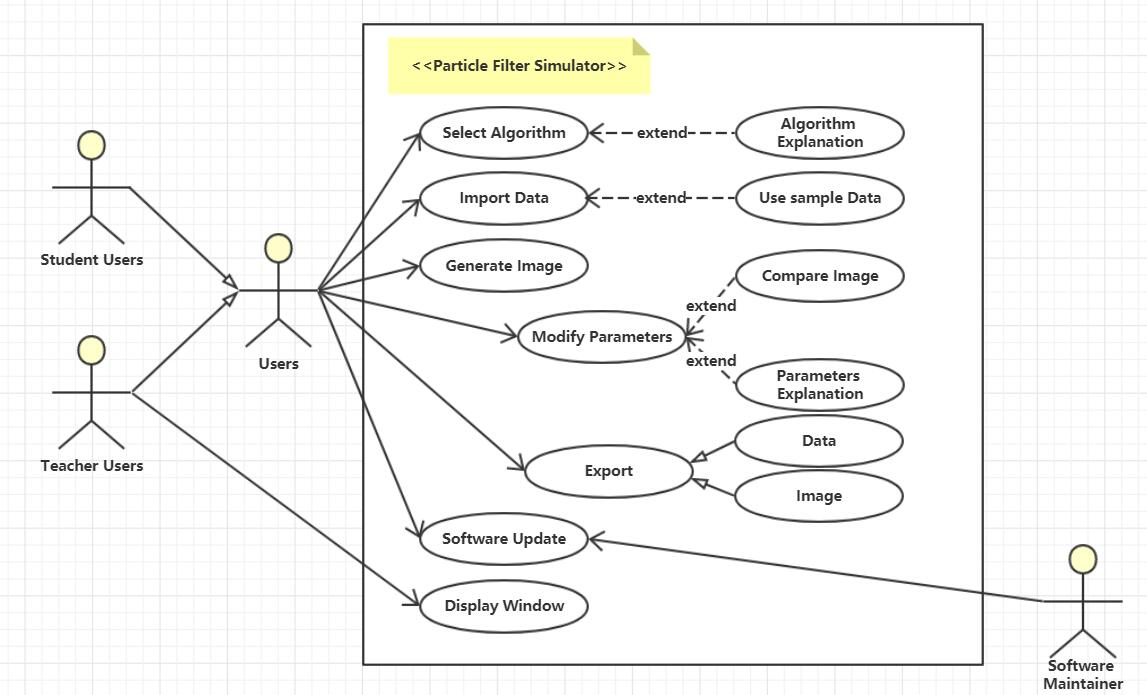 <<Particle Filter Simulator>>
Select Algorithm
extend
Algorithm
Explanation
Import Data
extend
Use sample Data
Student Users
Generate Image
Compare Image
extend
Modify Parameters
extend
Users
Parameters
Explanation
Teacher Users
Data
Export
Image
Software Update
Display Window
Software
Maintainer